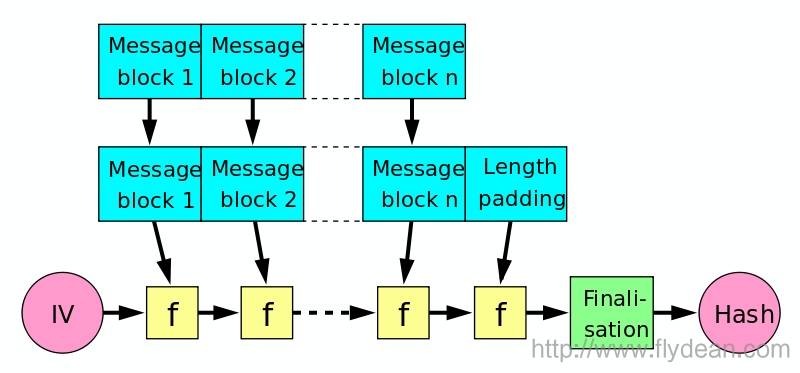 Message Message Message
block 1 block 2 block n
Message Message Message Length
block 1 block 2 block n padding
IV f f f f Finali- Hash
sation
http://www.flydean.com